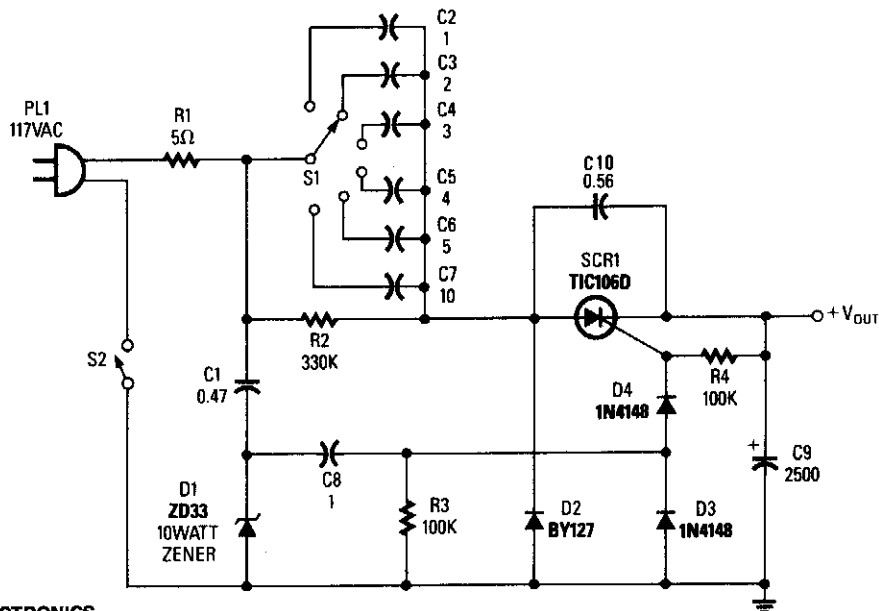 C2
1
C3
2
C4
3
C5
4
C6
5
C7
10
PL1
117VAC
R1
5Ω
S1
C10
0.56
SCR1
TIC106D
+ VOUT
R2
330K
S2
C1
0.47
R4
100K
D4
1N4148
C8
1
R3
100K
D1
ZD33
10WATT
ZENER
D2
BY127
D3
1N4148
+
C9
2500